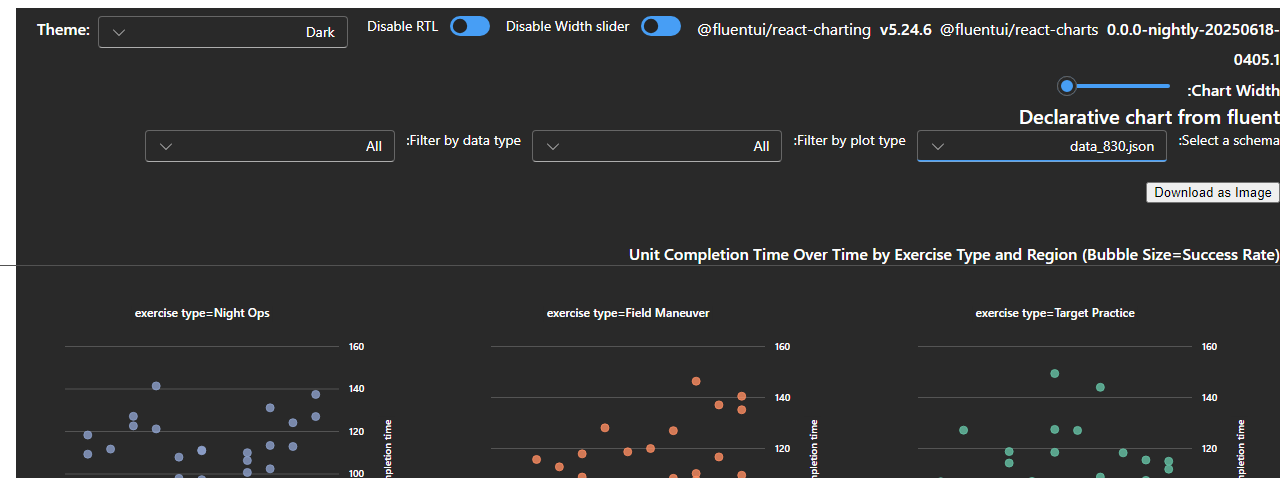 Theme: Dark Disable RTL Disable Width slider @fluentui/react-charting v5.24.6 @fluentui/react-charts 0.0.0-nightly-20250618-
0405.1
:Chart Width
Declarative chart from fluent
:Select a schema data_830.json :Filter by plot type All :Filter by data type All
Download as Image
Unit Completion Time Over Time by Exercise Type and Region (Bubble Size=Success Rate)
exercise type=Night Ops
160
140
120
100
mpletion time
exercise type=Field Maneuver
160
140
120
mpletion time
exercise type=Target Practice
160
140
120
mpletion time